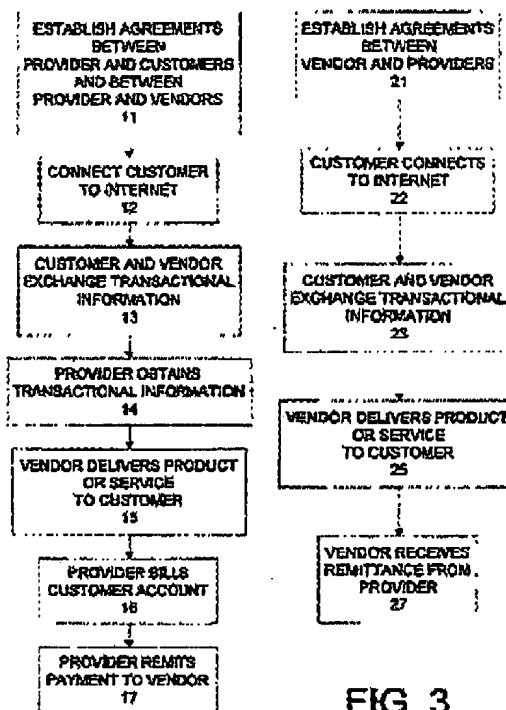 ESTABLISH AGREEMENTS
BETWEEN
PROVIDER AND CUSTOMERS
AND BETWEEN
PROVIDER AND VENDORS
11
CONNECT CUSTOMER
TO INTERNET
12
CUSTOMER AND VENDOR
EXCHANGE TRANSACTIONAL
INFORMATION
13
PROVIDER OBTAINS
TRANSACTIONAL INFORMATION
14
VENDOR DELIVERS PRODUCT
OR SERVICE
TO CUSTOMER
15
PROVIDER BILLS
CUSTOMER ACCOUNT
16
PROVIDER REMITS
PAYMENT TO VENDOR
17
ESTABLISH AGREEMENTS
BETWEEN
VENDOR AND PROVIDERS
21
CUSTOMER CONNECTS
TO INTERNET
22
CUSTOMER AND VENDOR
EXCHANGE TRANSACTIONAL
INFORMATION
23
VENDOR DELIVERS PRODUCT
OR SERVICE
TO CUSTOMER
25
VENDOR RECEIVES
REMITTANCE FROM
PROVIDER
27
FIG 3